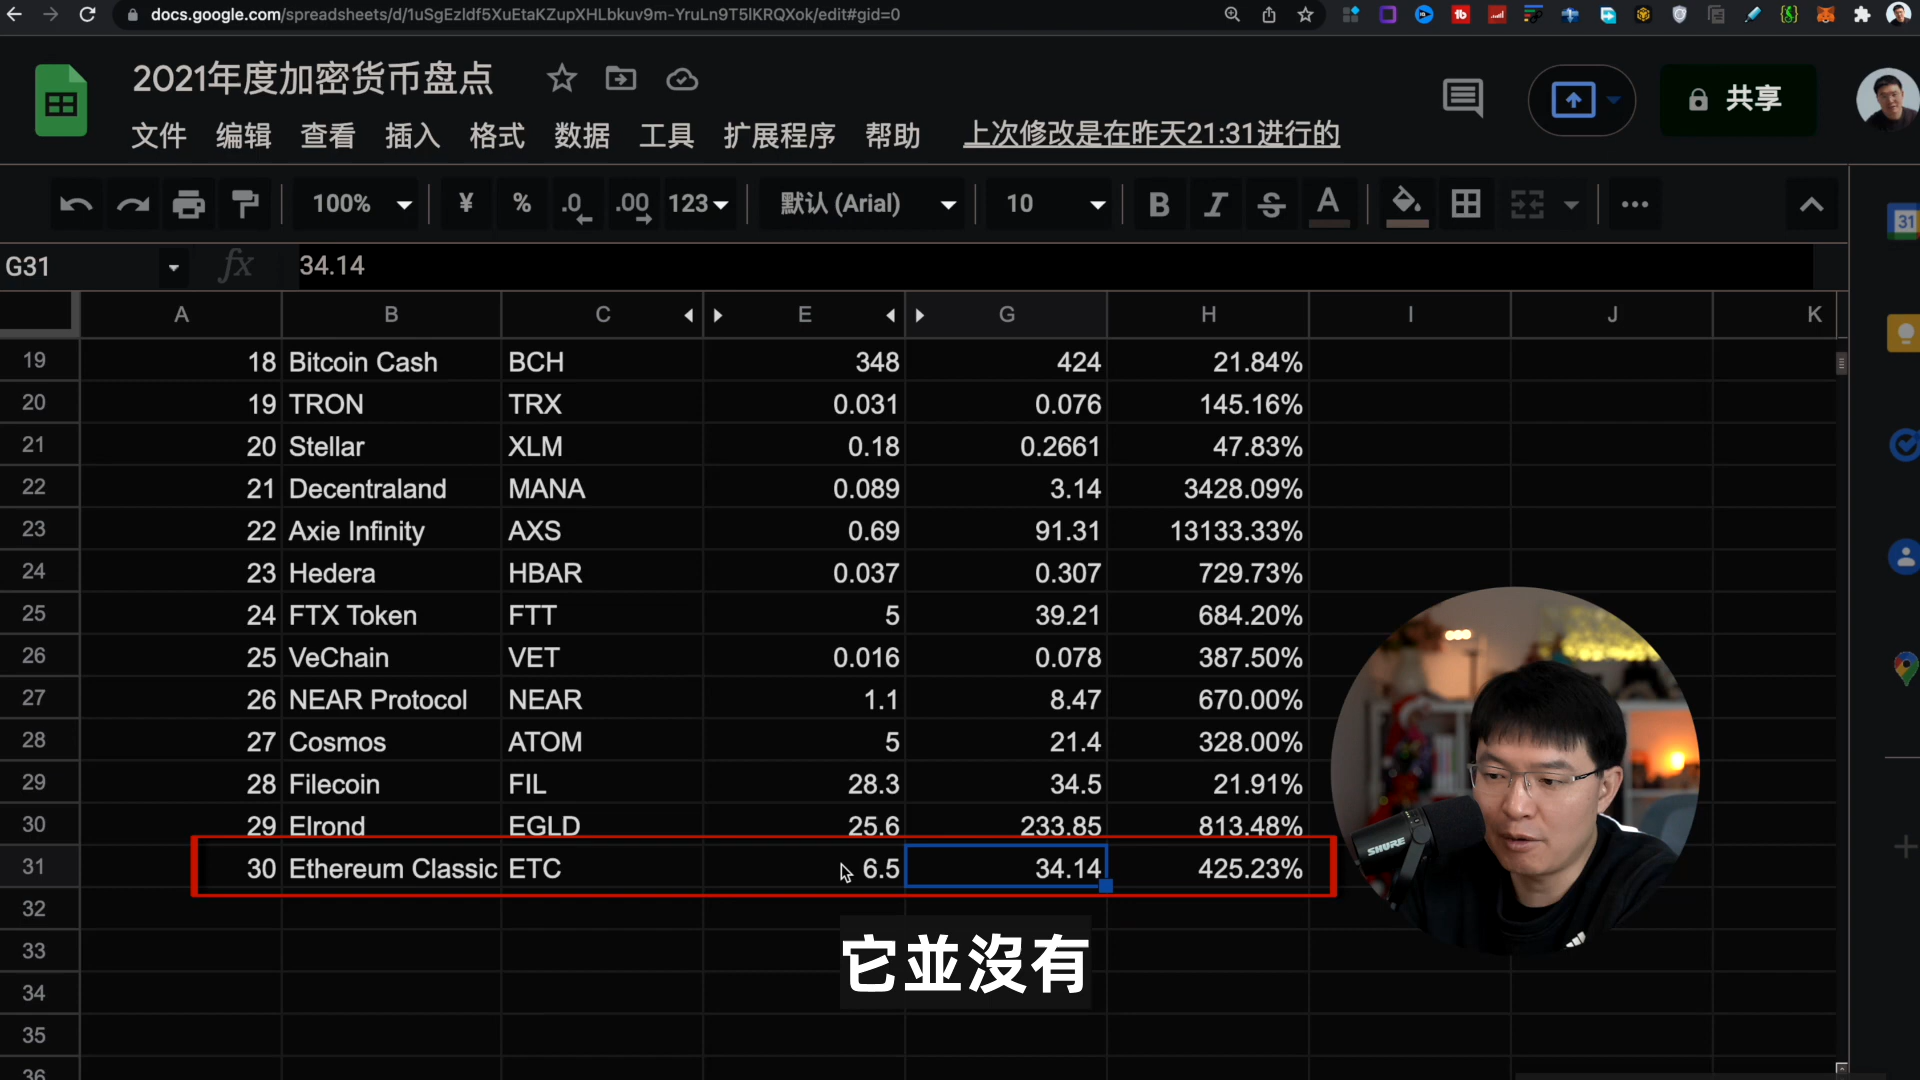 docs.google.com/spreadsheets/d/1uSgEzIdf5XuEtaKZupXHLbkuv9m-YruLn9T5lKRQXok/edit#gid=0
2021年度加密货币盘点
共享
文件 编辑 查看 插入 格式 数据 工具 扩展程序 帮助 上次修改是在昨天21:31进行的
100% ¥ % .0 .00 123 默认 (Arial) 10 B I S A
31
G31 fx 34.14
A B C E G H I J K
19 18 Bitcoin Cash BCH 348 424 21.84%
20 19 TRON TRX 0.031 0.076 145.16%
21 20 Stellar XLM 0.18 0.2661 47.83%
22 21 Decentraland MANA 0.089 3.14 3428.09%
23 22 Axie Infinity AXS 0.69 91.31 13133.33%
24 23 Hedera HBAR 0.037 0.307 729.73%
25 24 FTX Token FTT 5 39.21 684.20%
26 25 VeChain VET 0.016 0.078 387.50%
27 26 NEAR Protocol NEAR 1.1 8.47 670.00%
28 27 Cosmos ATOM 5 21.4 328.00%
29 28 Filecoin FIL 28.3 34.5 21.91%
30 29 Elrond EGLD 25.6 233.85 813.48%
31 30 Ethereum Classic ETC 6.5 34.14 425.23%
SHURE
32
33
它並沒有
34
35
36